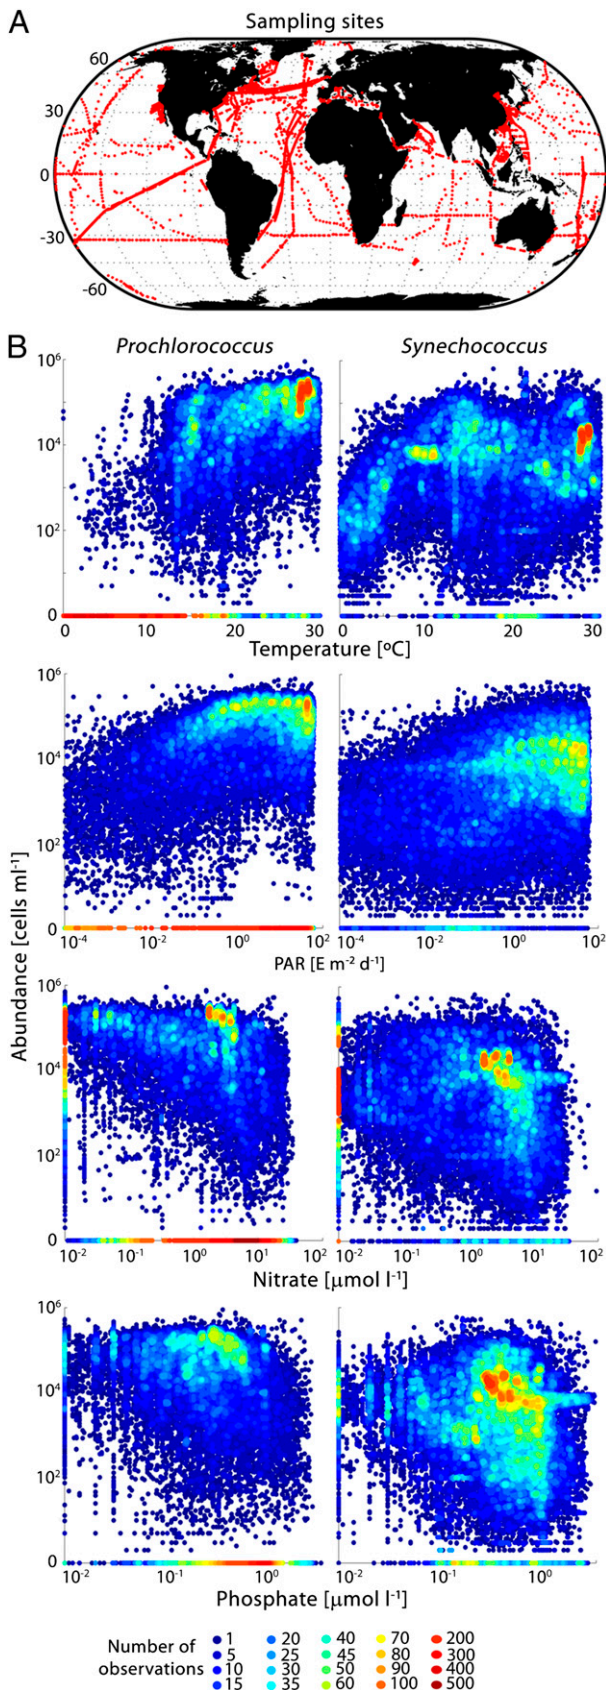 A
Sampling sites
60
30
0
-30
-60
B
Prochlorococcus Synechococcus
Abundance [cells ml⁻¹]
10⁶
10⁴
10²
0
0 10 20 30 0 10 20 30
Temperature [ºC]
10⁶
10⁴
10²
0
10⁻⁴ 10⁻² 10⁰ 10² 10⁻⁴ 10⁻² 10⁰ 10²
PAR [E m⁻² d⁻¹]
10⁶
10⁴
10²
0
10⁻² 10⁻¹ 10⁰ 10¹ 10² 10⁻² 10⁻¹ 10⁰ 10¹ 10²
Nitrate [µmol l⁻¹]
10⁶
10⁴
10²
0
10⁻² 10⁻¹ 10⁰ 10⁻² 10⁻¹ 10⁰
Phosphate [µmol l⁻¹]
Number of observations
1 20 40 70 200
5 25 45 80 300
10 30 50 90 400
15 35 60 100 500